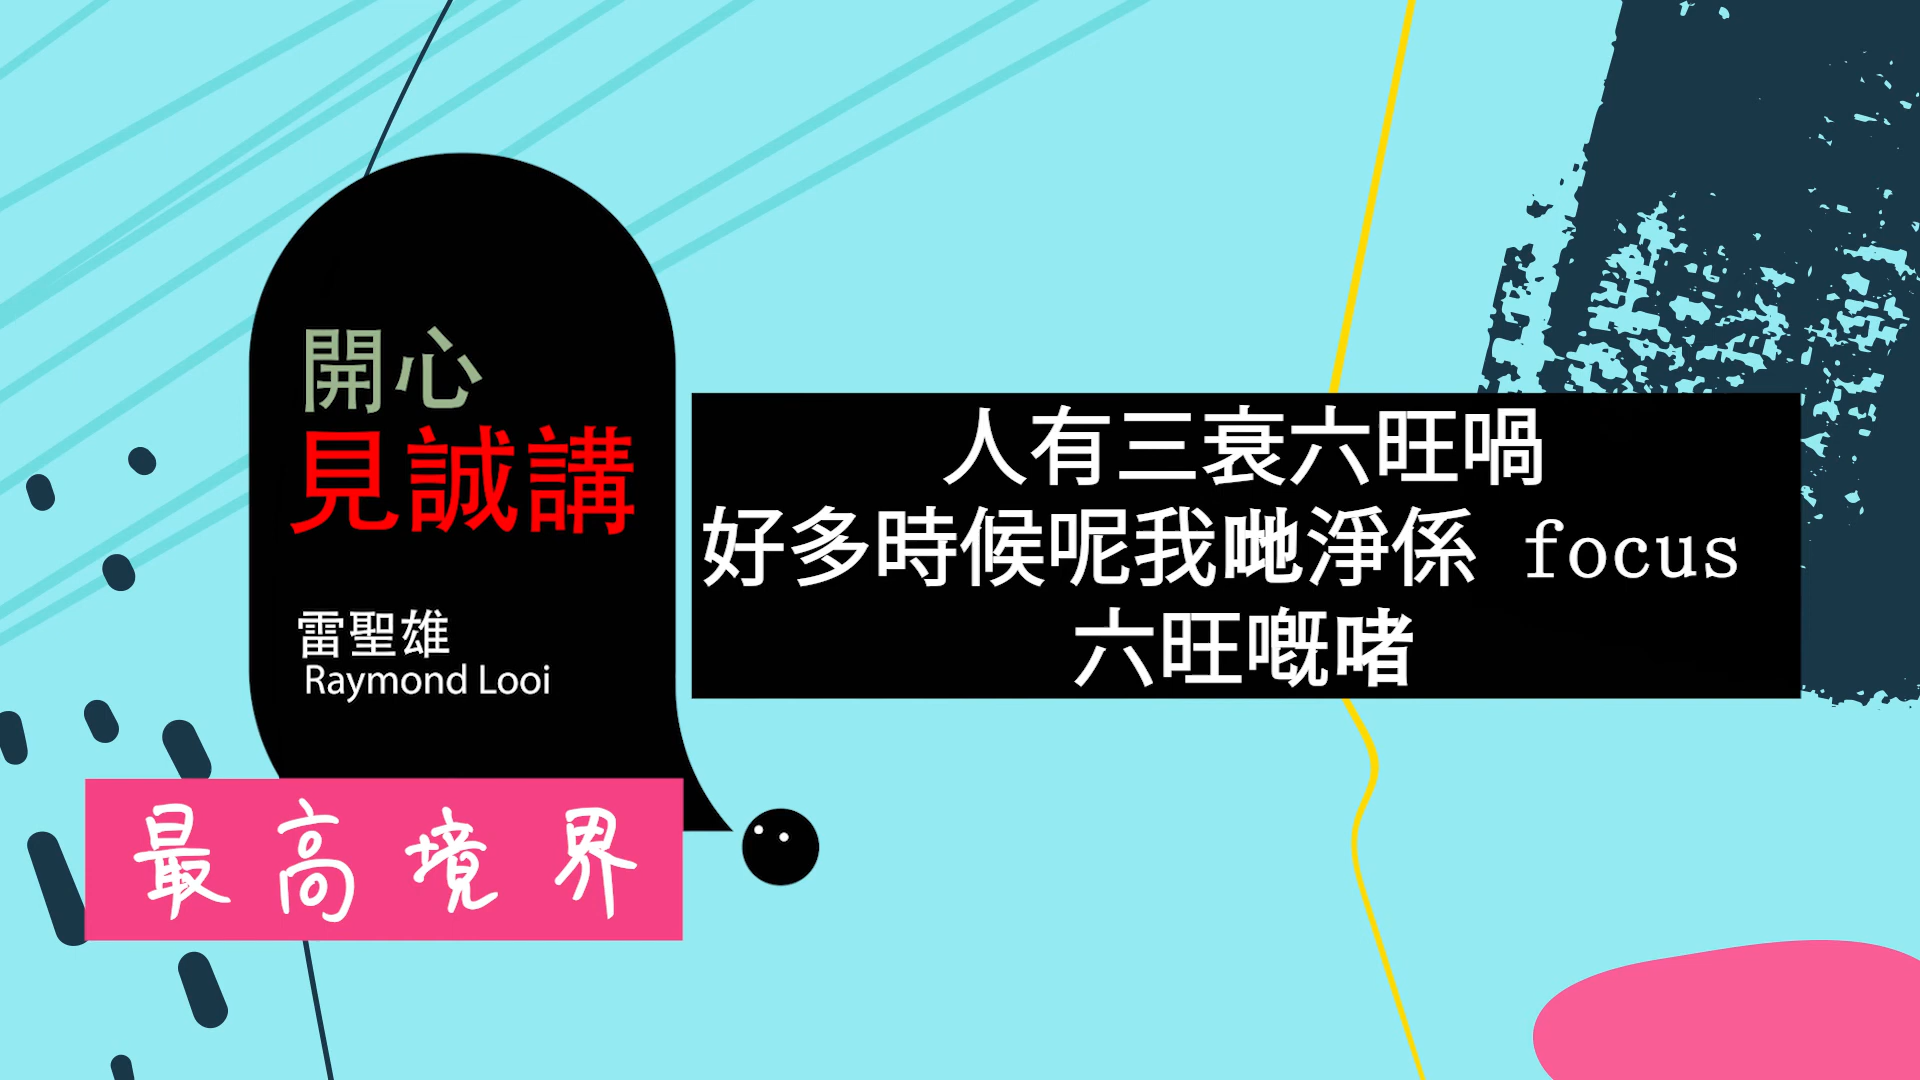 開心
見誠講
雷聖雄
Raymond Looi
最高境界
人有三衰六旺喎
好多時候呢我哋淨係 focus
六旺嘅啫